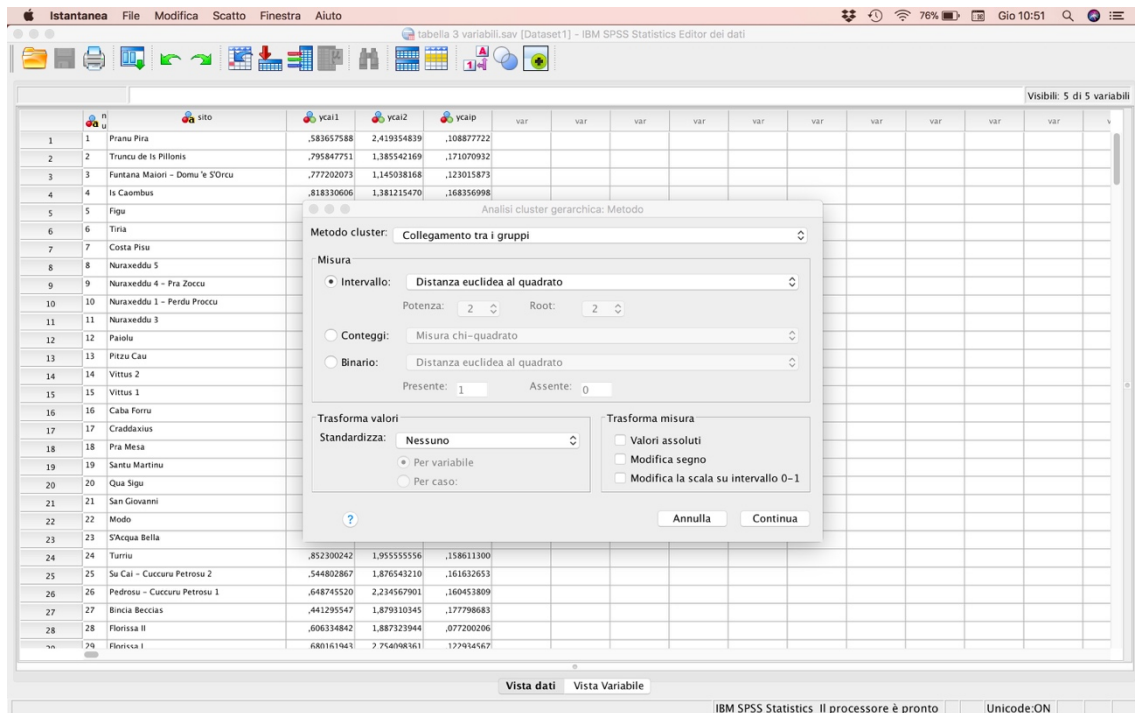 Istantanea File Modifica Scatto Finestra Aiuto 76% Gio 10:51
tabella 3 variabili.sav [Dataset1] - IBM SPSS Statistics Editor dei dati
Visibili: 5 di 5 variabili
nu sito ycai1 ycai2 ycaip var var var var var var var var var var
1 1 Pranu Pira ,583657588 2,419354839 ,108877722
2 2 Truncu de Is Pillonis ,795847751 1,385542169 ,171070932
3 3 Funtana Maiori - Domu 'e S'Orcu ,777202073 1,145038168 ,123015873
4 4 Is Caombus ,818330606 1,381215470 ,168356998
5 5 Figu
6 6 Tiria
7 7 Costa Pisu
8 8 Nuraxeddu 5
9 9 Nuraxeddu 4 - Pra Zoccu
10 10 Nuraxeddu 1 - Perdu Proccu
11 11 Nuraxeddu 3
12 12 Paiolu
13 13 Pitzu Cau
14 14 Vittus 2
15 15 Vittus 1
16 16 Caba Forru
17 17 Craddaxius
18 18 Pra Mesa
19 19 Santu Martinu
20 20 Qua Sigu
21 21 San Giovanni
22 22 Modo
23 23 S'Acqua Bella
24 24 Turriu ,852300242 1,955555556 ,158611300
25 25 Su Cai - Cuccuru Petrosu 2 ,544802867 1,876543210 ,161632653
26 26 Pedrosu - Cuccuru Petrosu 1 ,648745520 2,234567901 ,160453809
27 27 Bincia Beccias ,441295547 1,879310345 ,177798683
28 28 Florissa II ,606334842 1,887323944 ,077200206
29 29 Florissa I ,680161943 2,754098361 ,122934567
Analisi cluster gerarchica: Metodo
Metodo cluster: Collegamento tra i gruppi
Misura
Intervallo: Distanza euclidea al quadrato
Potenza: 2 Root: 2
Conteggi: Misura chi-quadrato
Binario: Distanza euclidea al quadrato
Presente: 1 Assente: 0
Trasforma valori
Standardizza: Nessuno
Per variabile
Per caso:
Trasforma misura
Valori assoluti
Modifica segno
Modifica la scala su intervallo 0-1
? Annulla Continua
Vista dati Vista Variabile
IBM SPSS Statistics Il processore è pronto Unicode:ON